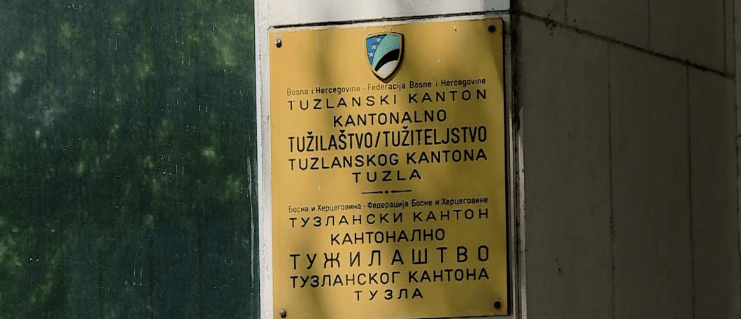 Bosna i Hercegovina - Federacija Bosne i Hercegovine
TUZLANSKI KANTON
KANTONALNO
TUŽILAŠTVO/TUŽITELJSTVO
TUZLANSKOG KANTONA
TUZLA
Босна и Херцеговина - Федерација Босне и Херцеговине
ТУЗЛАНСКИ КАНТОН
КАНТОНАЛНО
ТУЖИЛАШТВО
ТУЗЛАНСКОГ КАНТОНА
ТУЗЛА